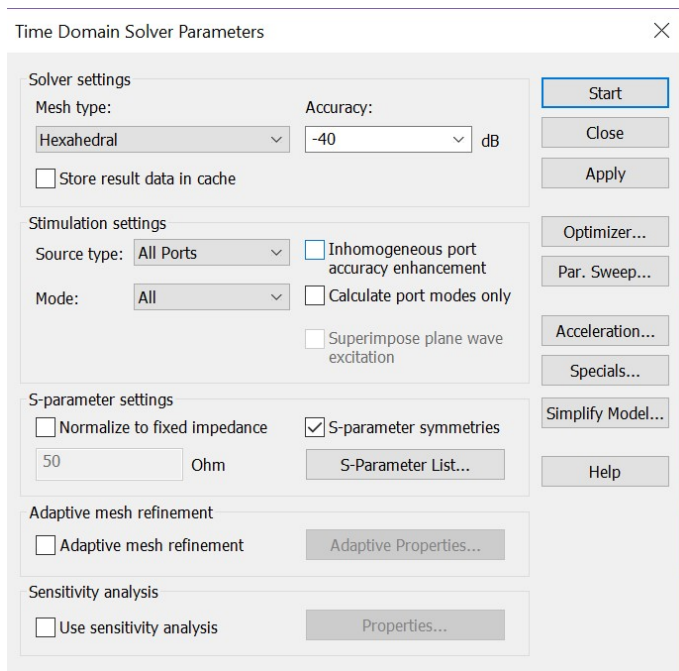 Time Domain Solver Parameters
Solver settings
Mesh type:
Accuracy:
Hexahedral
-40
dB
Store result data in cache
Stimulation settings
Source type:
All Ports
Inhomogeneous port
accuracy enhancement
Mode:
All
Calculate port modes only
Superimpose plane wave
excitation
S-parameter settings
Normalize to fixed impedance
S-parameter symmetries
50
Ohm
S-Parameter List...
Adaptive mesh refinement
Adaptive mesh refinement
Adaptive Properties...
Sensitivity analysis
Use sensitivity analysis
Properties...
Start
Close
Apply
Optimizer...
Par. Sweep...
Acceleration...
Specials...
Simplify Model...
Help